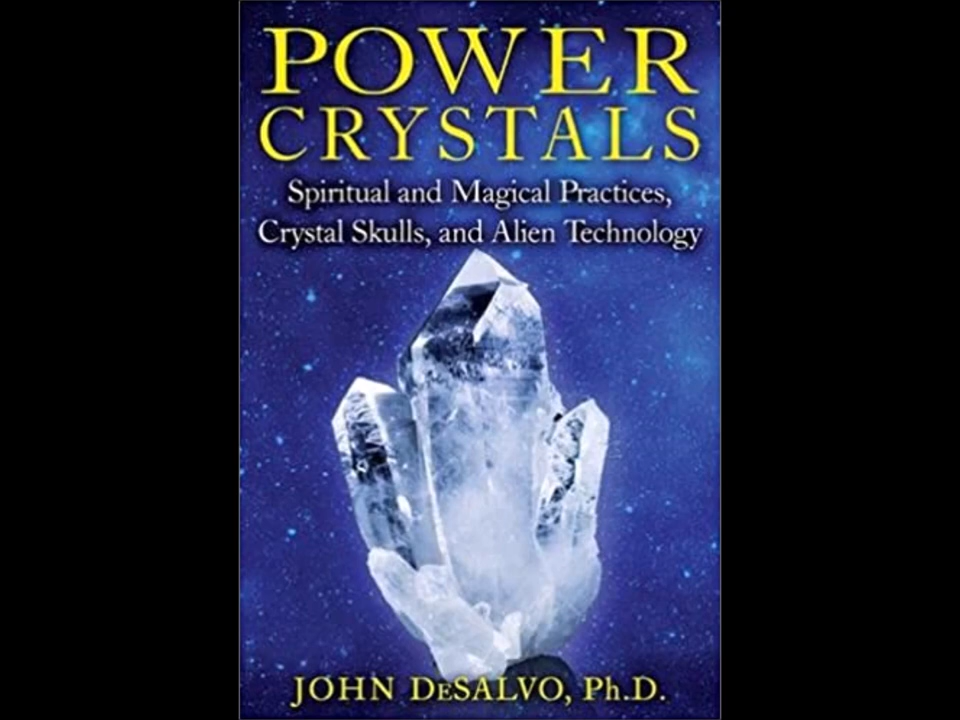 POWER
CRYSTALS
Spiritual and Magical Practices,
Crystal Skulls, and Alien Technology
JOHN DeSALVO, Ph.D.